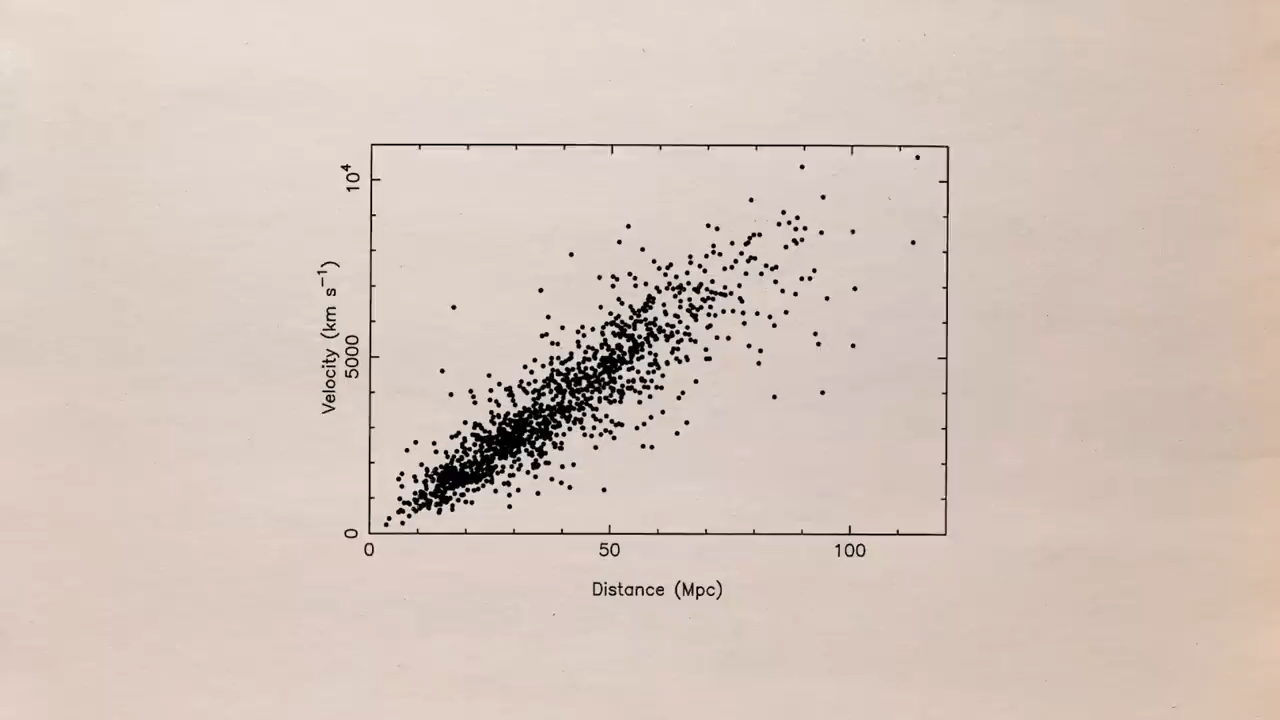 10⁴
Velocity (km s⁻¹)
5000
0
0 50 100
Distance (Mpc)